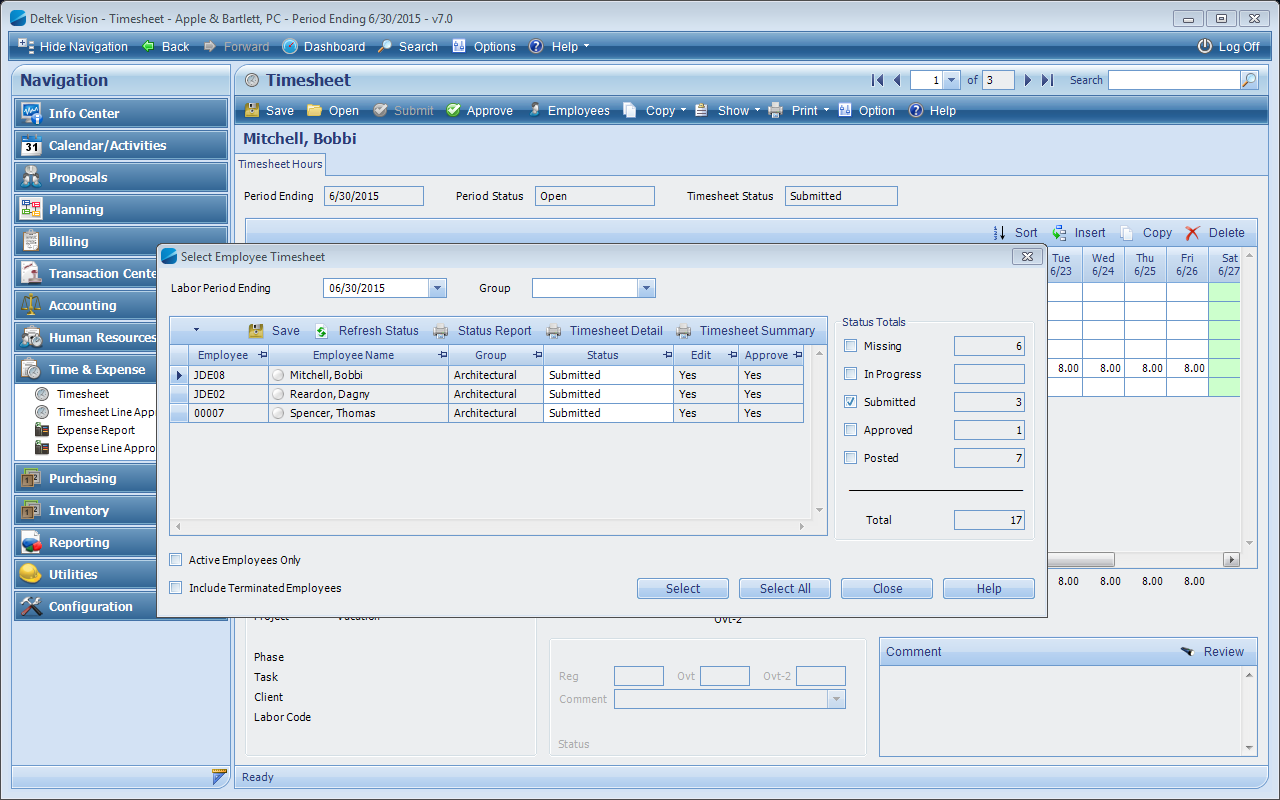 Deltek Vision - Timesheet - Apple & Bartlett, PC - Period Ending 6/30/2015 - v7.0
Hide Navigation Back Forward Dashboard Search Options Help Log Off
Navigation
Info Center
31 Calendar/Activities
Proposals
Planning
Billing
Transaction Cente
Accounting
Human Resources
Time & Expense
Timesheet
Timesheet Line Appr
Expense Report
Expense Line Appro
Purchasing
Inventory
Reporting
Utilities
Configuration
Timesheet 1 of 3 Search
Save Open Submit Approve Employees Copy Show Print Option Help
Mitchell, Bobbi
Timesheet Hours
Period Ending 6/30/2015 Period Status Open Timesheet Status Submitted
Sort Insert Copy Delete
Tue Wed Thu Fri Sat
6/23 6/24 6/25 6/26 6/27
8.00 8.00 8.00 8.00
8.00 8.00 8.00 8.00
Select Employee Timesheet
Labor Period Ending 06/30/2015 Group
Save Refresh Status Status Report Timesheet Detail Timesheet Summary
Employee Employee Name Group Status Edit Approve
JDE08 Mitchell, Bobbi Architectural Submitted Yes Yes
JDE02 Reardon, Dagny Architectural Submitted Yes Yes
00007 Spencer, Thomas Architectural Submitted Yes Yes
Status Totals
Missing 6
In Progress
Submitted 3
Approved 1
Posted 7
Total 17
Active Employees Only
Include Terminated Employees
Select Select All Close Help
Project Vacation Ovt-2
Phase
Task
Client
Labor Code
Reg Ovt Ovt-2
Comment
Status
Comment Review
Ready